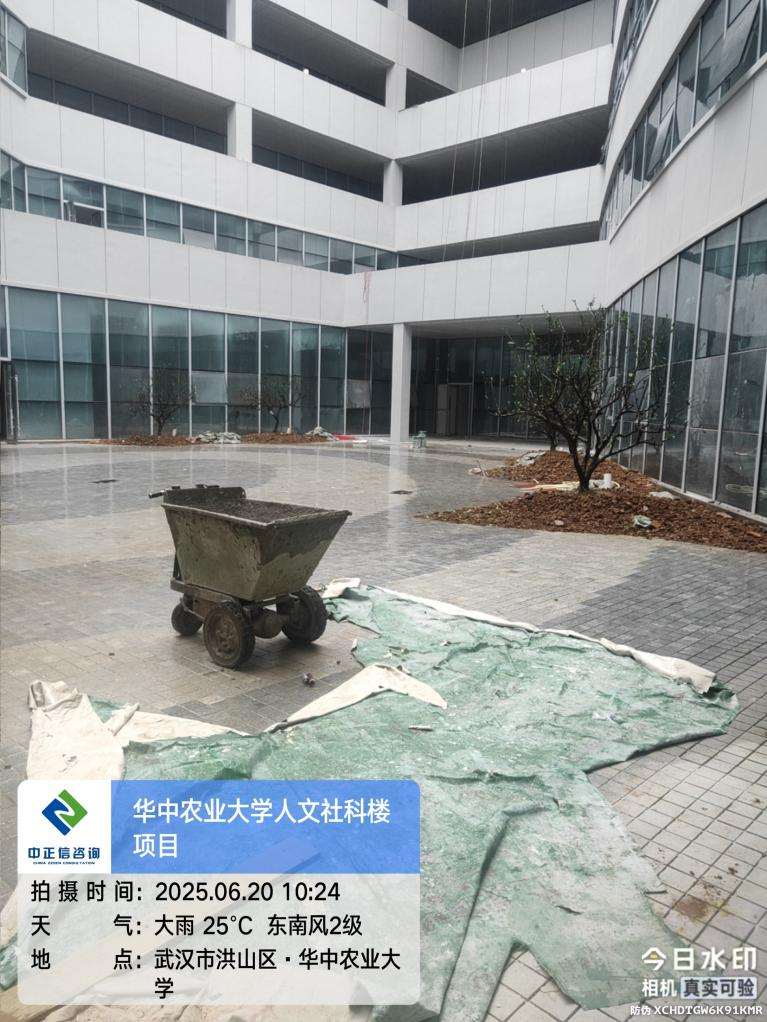 华中农业大学人文社科楼
项目
中正信咨询
CHINA ZEXIN CONSULTATION
拍摄时间: 2025.06.20 10:24
天气: 大雨 25℃ 东南风2级
地点: 武汉市洪山区·华中农业大
学
今日水印
相机 真实可验
防伪 XCHDTGW6K91KMR